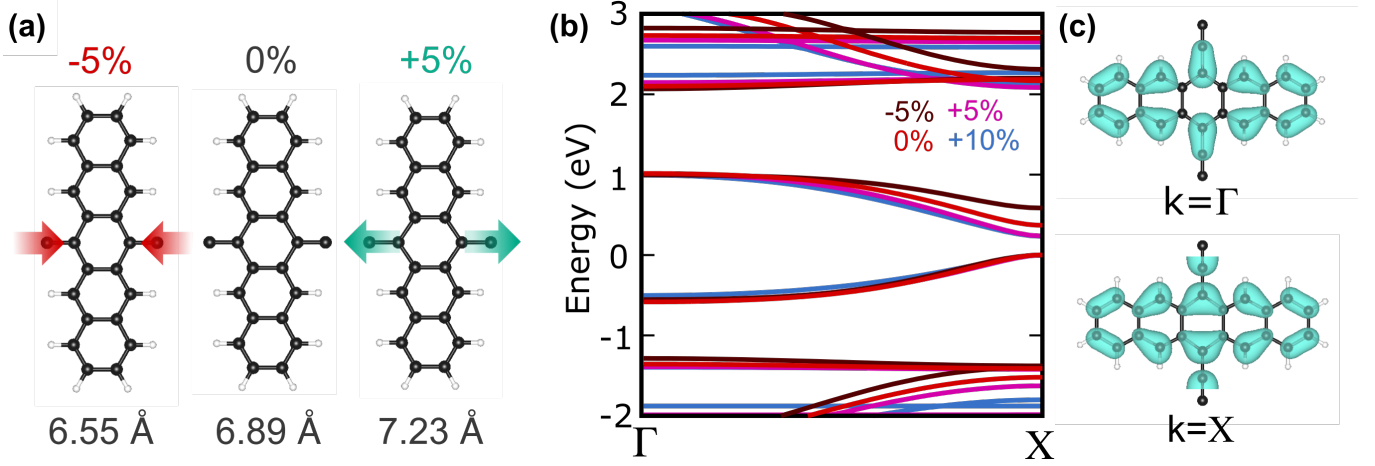 (a)
-5% 0% +5%
6.55 Å 6.89 Å 7.23 Å
(b)
Energy (eV)
3
2
1
0
-1
-2
Γ X
-5% +5%
0% +10%
(c)
k=Γ
k=X